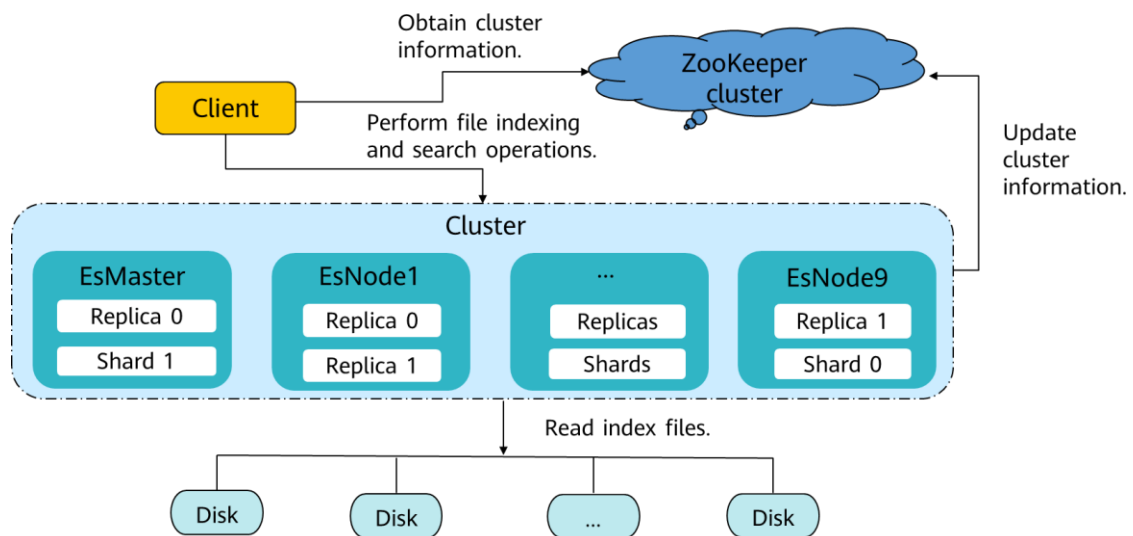 Obtain cluster
information.
ZooKeeper
cluster
Client
Perform file indexing
and search operations.
Update
cluster
information.
Cluster
EsMaster
Replica 0
Shard 1
EsNode1
Replica 0
Replica 1
...
Replicas
Shards
EsNode9
Replica 1
Shard 0
Read index files.
Disk
Disk
...
Disk